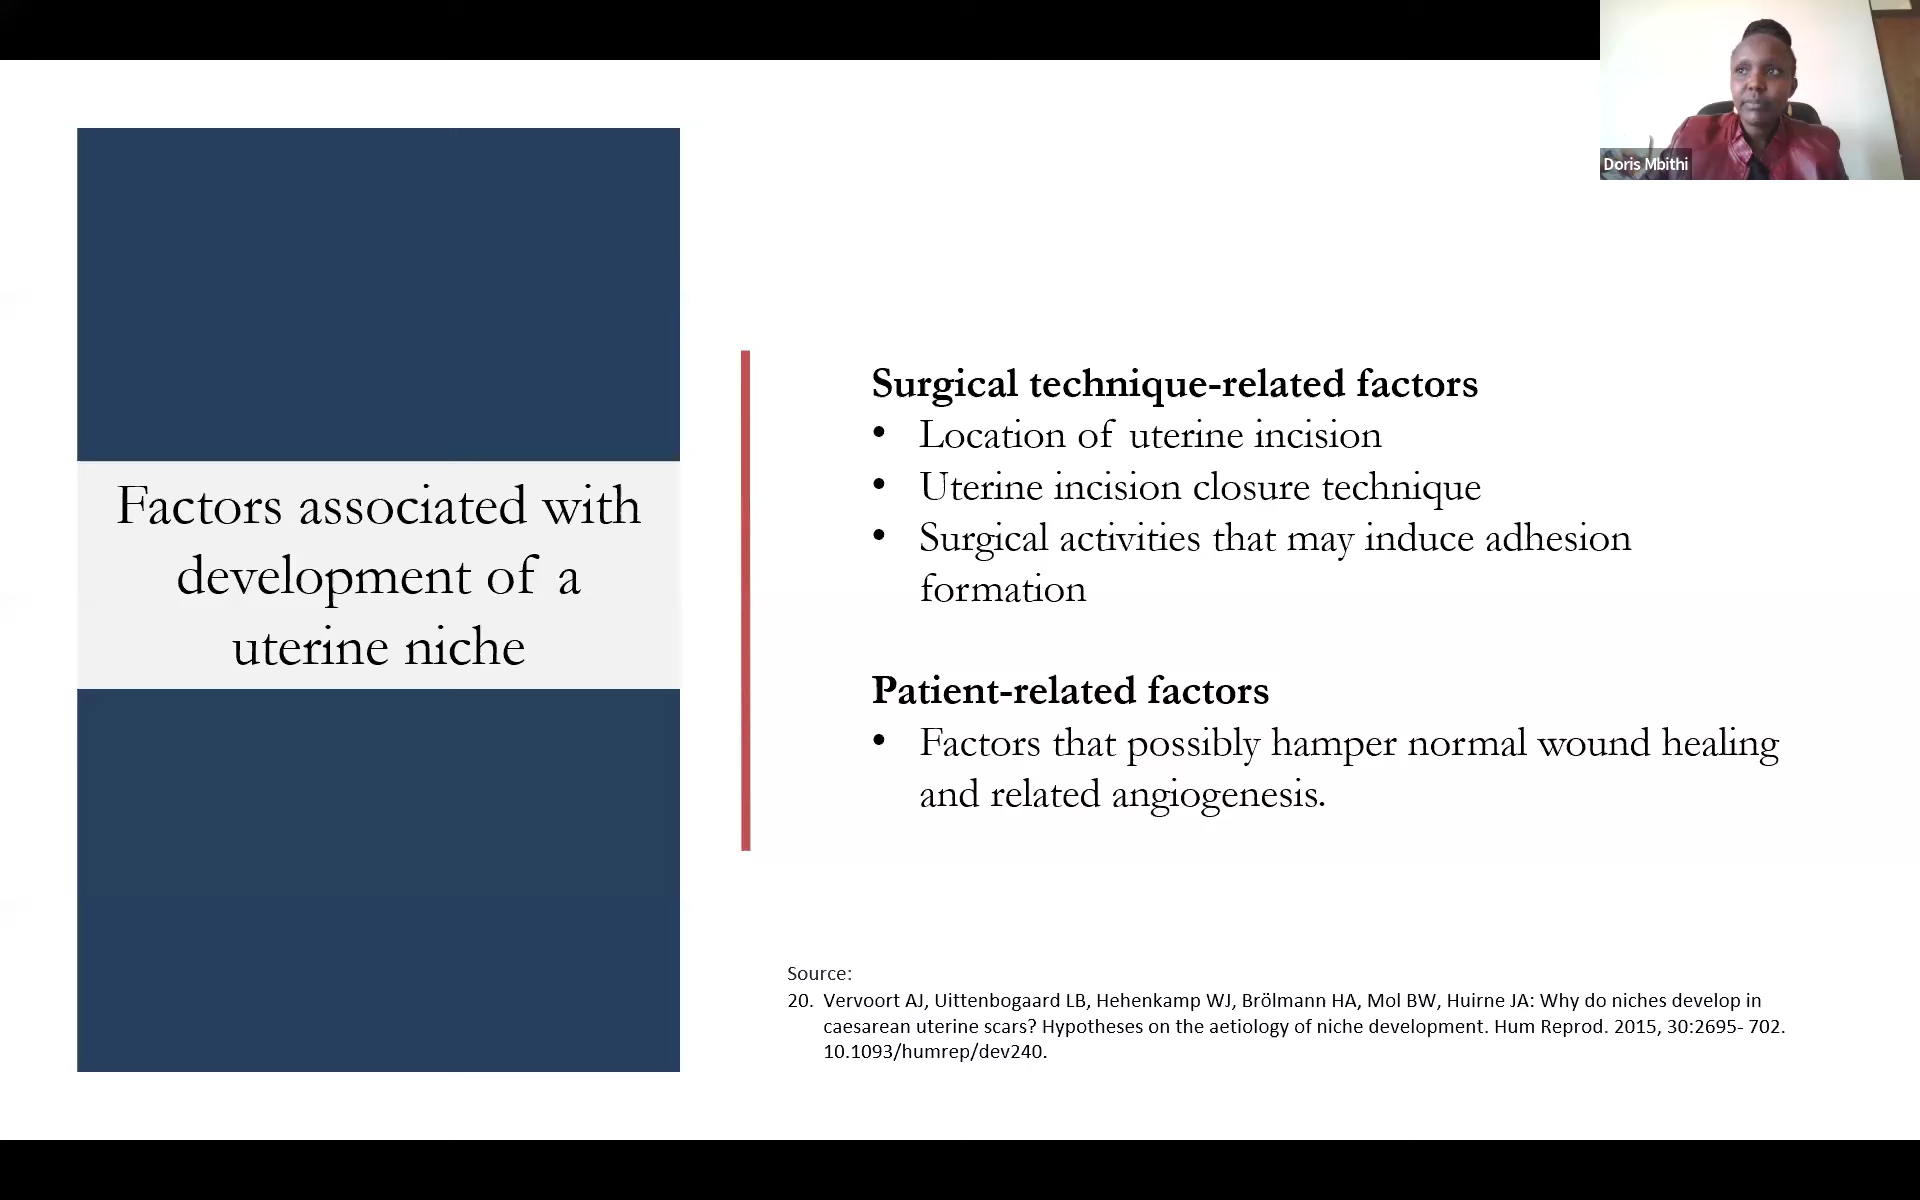 Doris Mbithi
Factors associated with
development of a
uterine niche
Surgical technique-related factors
• Location of uterine incision
• Uterine incision closure technique
• Surgical activities that may induce adhesion
formation
Patient-related factors
• Factors that possibly hamper normal wound healing
and related angiogenesis.
Source:
20. Vervoort AJ, Uittenbogaard LB, Hehenkamp WJ, Brölmann HA, Mol BW, Huirne JA: Why do niches develop in
caesarean uterine scars? Hypotheses on the aetiology of niche development. Hum Reprod. 2015, 30:2695- 702.
10.1093/humrep/dev240.